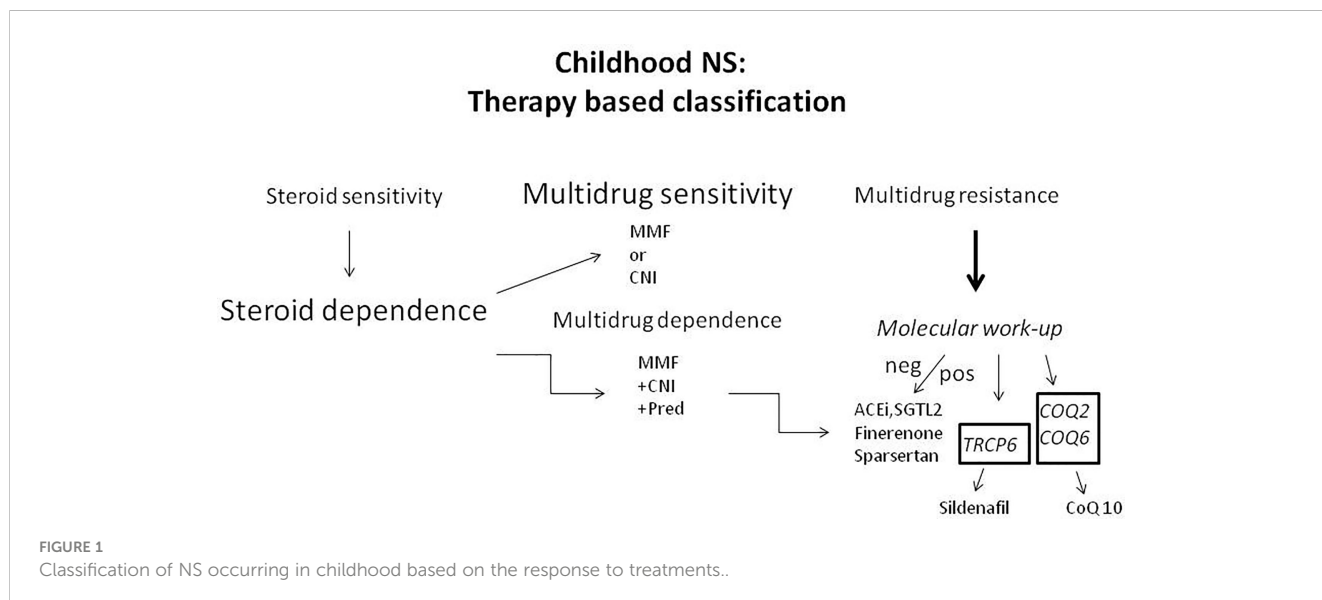 Childhood NS:
Therapy based classification
Steroid sensitivity
Multidrug sensitivity
Multidrug resistance
MMF
or
CNI
Steroid dependence
Multidrug dependence
Molecular work-up
MMF
+CNI
+Pred
neg
pos
ACEi,SGTL2
Finerenone
Sparsertan
TRCP6
COQ2
COQ6
Sildenafil
CoQ10
FIGURE 1
Classification of NS occurring in childhood based on the response to treatments..